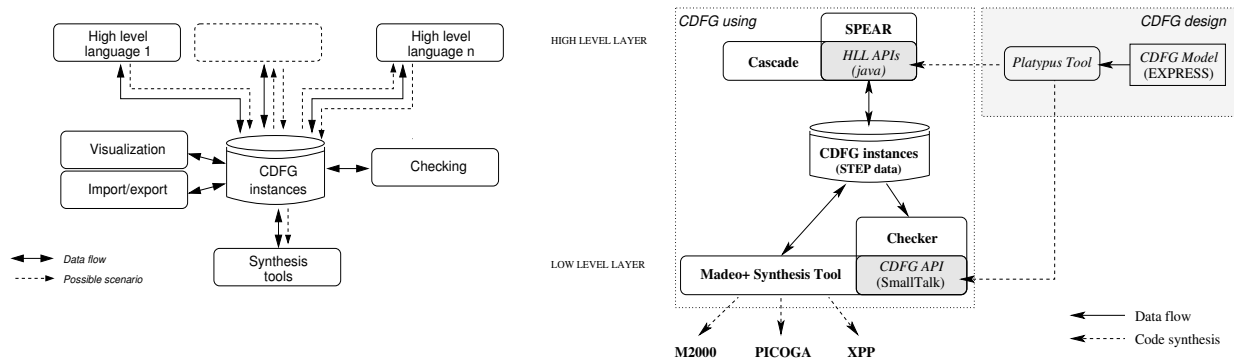 High level
language 1
High level
language n
Visualization
Import/export
CDFG
instances
Checking
Synthesis
tools
Data flow
Possible scenario
HIGH LEVEL LAYER
LOW LEVEL LAYER
CDFG using
SPEAR
Cascade
HLL APIs
(java)
CDFG instances
(STEP data)
Checker
Madeo+ Synthesis Tool
CDFG API
(SmallTalk)
M2000
PICOGA
XPP
CDFG design
Platypus Tool
CDFG Model
(EXPRESS)
Data flow
Code synthesis